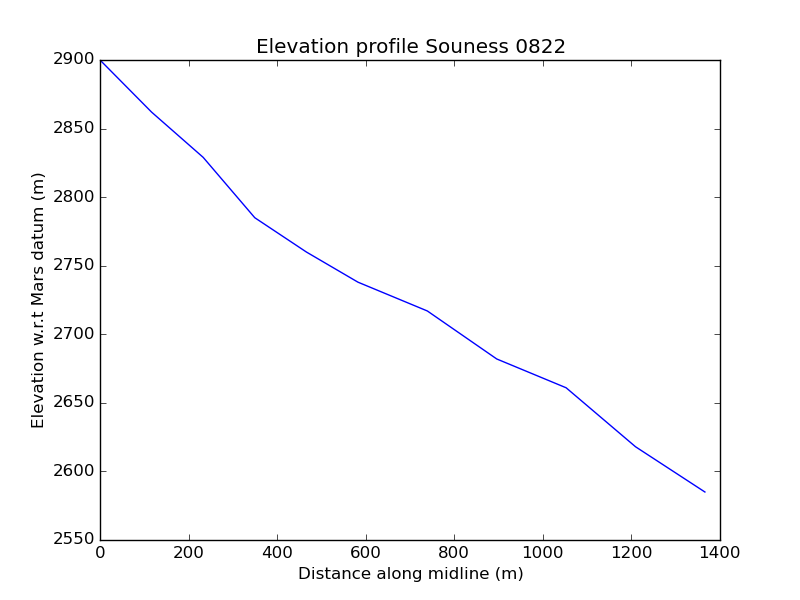 Elevation profile Souness 0822
2900
2850
2800
2750
2700
2650
2600
2550
Elevation w.r.t Mars datum (m)
0 200 400 600 800 1000 1200 1400
Distance along midline (m)